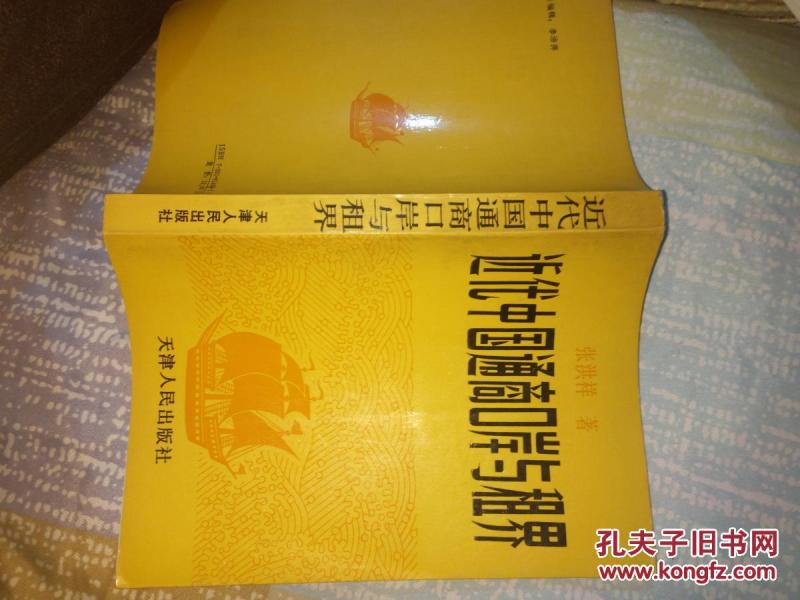 近代中国通商口岸与租界
张洪祥 著
天津人民出版社
近代中国通商口岸与租界
天津人民出版社
孔夫子旧书网
www.kongfz.com